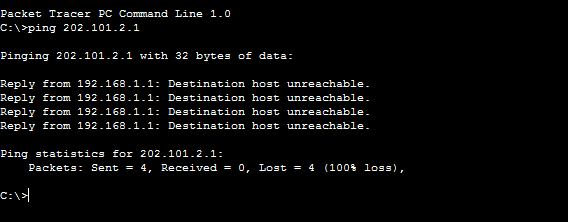 Packet Tracer PC Command Line 1.0
C:\>ping 202.101.2.1
Pinging 202.101.2.1 with 32 bytes of data:
Reply from 192.168.1.1: Destination host unreachable.
Reply from 192.168.1.1: Destination host unreachable.
Reply from 192.168.1.1: Destination host unreachable.
Reply from 192.168.1.1: Destination host unreachable.
Ping statistics for 202.101.2.1:
Packets: Sent = 4, Received = 0, Lost = 4 (100% loss),
C:\>